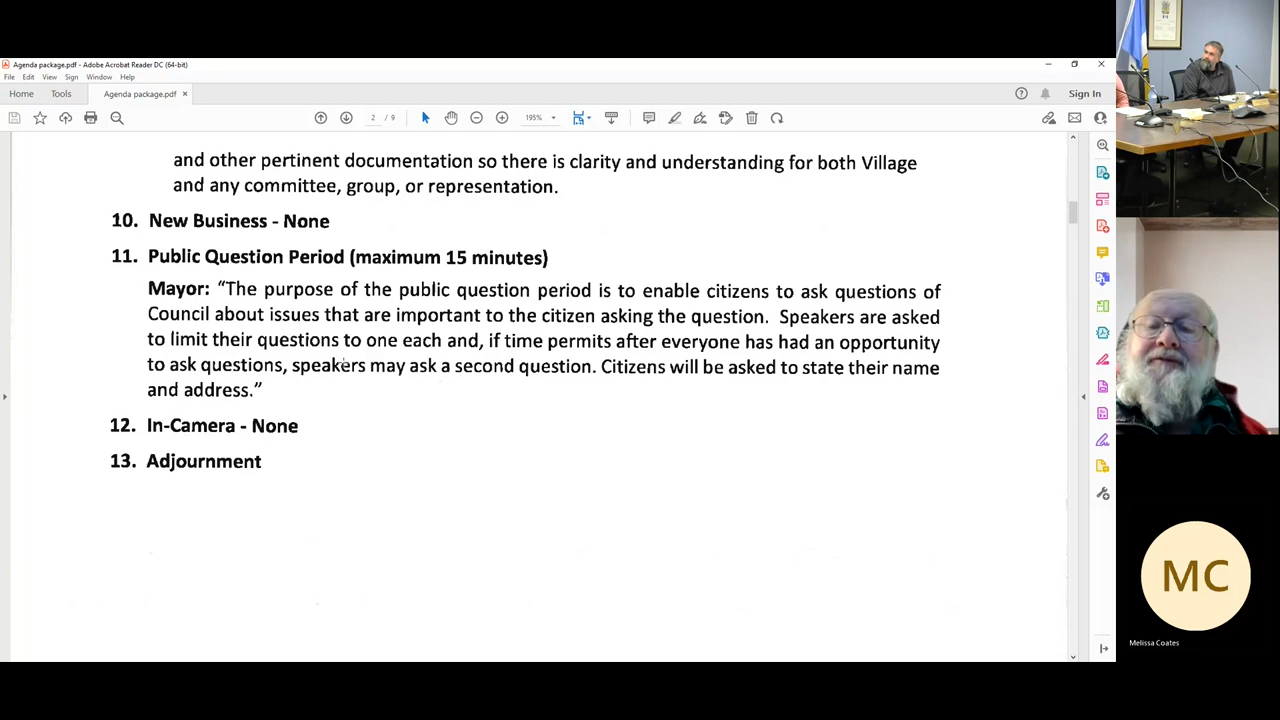 Agenda package.pdf - Adobe Acrobat Reader DC (64-bit)
File Edit View Sign Window Help
Home Tools Agenda package.pdf × Sign In
2 / 9 195%
and other pertinent documentation so there is clarity and understanding for both Village
and any committee, group, or representation.
10. New Business - None
11. Public Question Period (maximum 15 minutes)
Mayor: “The purpose of the public question period is to enable citizens to ask questions of
Council about issues that are important to the citizen asking the question. Speakers are asked
to limit their questions to one each and, if time permits after everyone has had an opportunity
to ask questions, speakers may ask a second question. Citizens will be asked to state their name
and address.”
12. In-Camera - None
13. Adjournment
MC
Melissa Coates